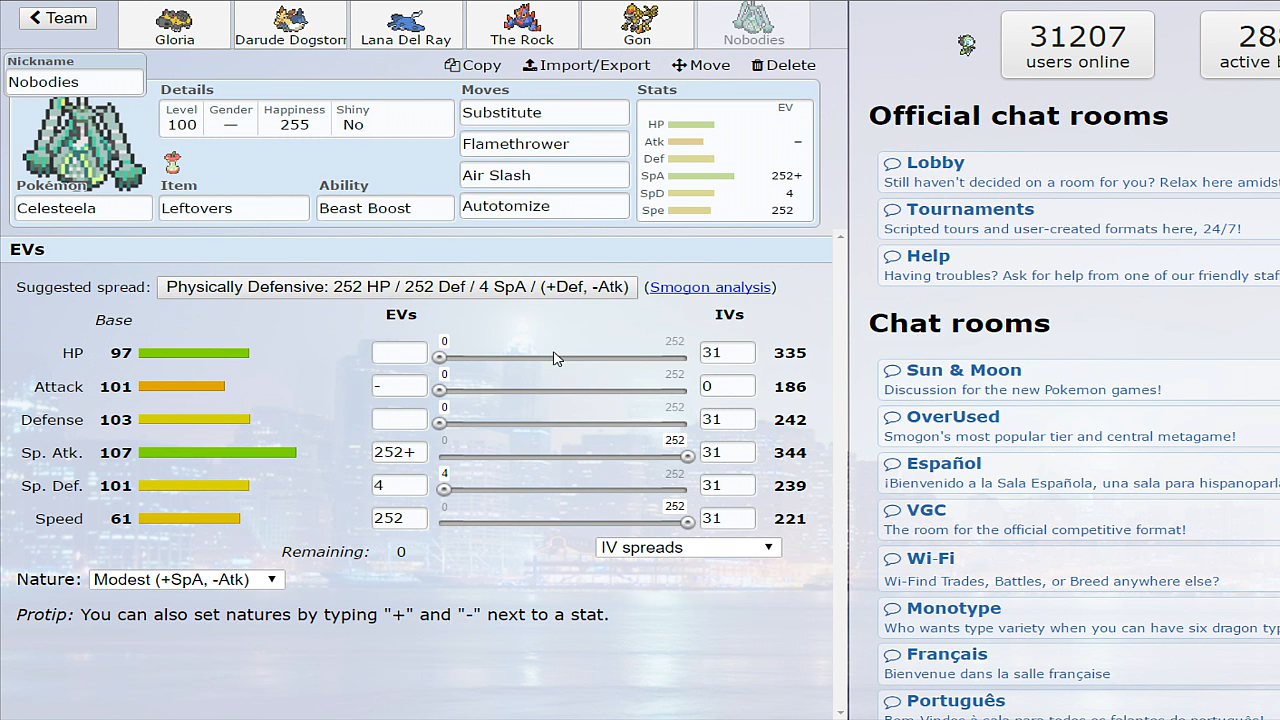 Team
Gloria
Darude Dogstorm
Lana Del Ray
The Rock
Gon
Nobodies
31207
users online
active
Nickname
Nobodies
Copy
Import/Export
Move
Delete
Details
Level
100
Gender
—
Happiness
255
Shiny
No
Moves
Substitute
Flamethrower
Air Slash
Autotomize
Stats
EV
HP
Atk –
Def
SpA 252+
SpD 4
Spe 252
Pokémon
Celesteela
Item
Leftovers
Ability
Beast Boost
EVs
Suggested spread: Physically Defensive: 252 HP / 252 Def / 4 SpA / (+Def, -Atk) (Smogon analysis)
Base EVs IVs
HP 97 0 252 31 335
Attack 101 - 0 252 0 186
Defense 103 0 252 31 242
Sp. Atk. 107 252+ 0 252 31 344
Sp. Def. 101 4 4 252 31 239
Speed 61 252 0 252 31 221
Remaining: 0
IV spreads
Nature: Modest (+SpA, -Atk)
Protip: You can also set natures by typing "+" and "-" next to a stat.
Official chat rooms
Lobby
Still haven't decided on a room for you? Relax here amidst
Tournaments
Scripted tours and user-created formats here, 24/7!
Help
Having troubles? Ask for help from one of our friendly staf
Chat rooms
Sun & Moon
Discussion for the new Pokemon games!
OverUsed
Smogon's most popular tier and central metagame!
Español
¡Bienvenido a la Sala Española, una sala para hispanoparla
VGC
The room for the official competitive format!
Wi-Fi
Wi-Find Trades, Battles, or Breed anywhere else?
Monotype
Who wants type variety when you can have six dragon typ
Français
Bienvenue dans la salle française
Português